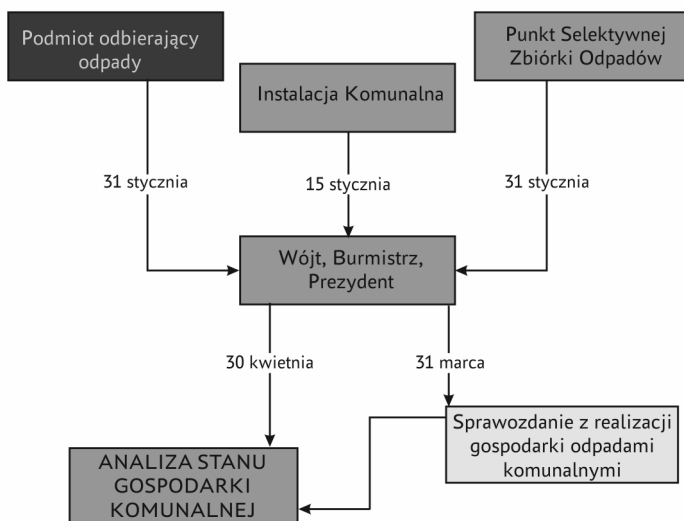 Podmiot odbierający
odpady
Instalacja Komunalna
Punkt Selektywnej
Zbiórki Odpadów
31 stycznia
15 stycznia
31 stycznia
Wójt, Burmistrz,
Prezydent
30 kwietnia
31 marca
Sprawozdanie z realizacji
gospodarki odpadami
komunalnymi
ANALIZA STANU
GOSPODARKI
KOMUNALNEJ